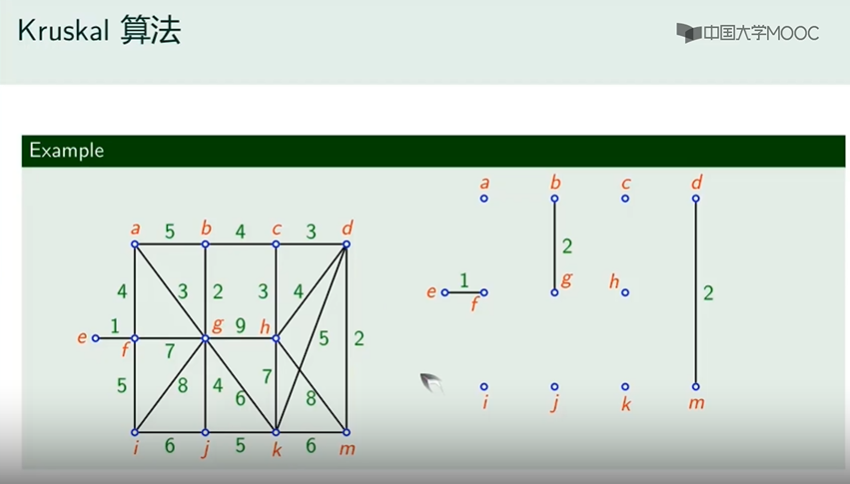 Kruskal 算法
中国大学MOOC
Example
a 5 b 4 c 3 d
4 3 2 3 4
e 1 f 7 g 9 h 5 2
5 8 4 6 7 8
i 6 j 5 k 6 m
a b c d
2
e 1 f g h 2
i j k m